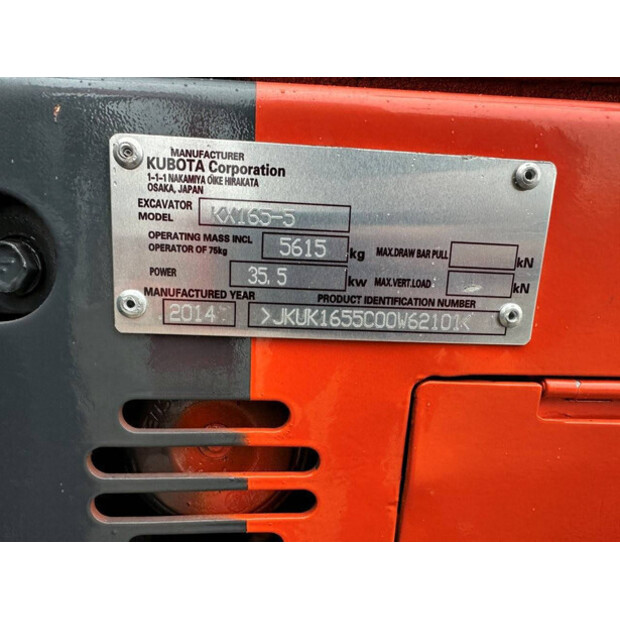 MANUFACTURER
KUBOTA Corporation
1-1-1 NAKAMIYA OIKE HIRAKATA
OSAKA, JAPAN
EXCAVATOR
MODEL KX165-5
OPERATING MASS INCL
OPERATOR OF 75kg 5615 kg MAX.DRAW BAR PULL kN
POWER 35.5 kw MAX.VERT.LOAD kN
MANUFACTURED YEAR PRODUCT IDENTIFICATION NUMBER
2014 >JKUK1655C00W62101<